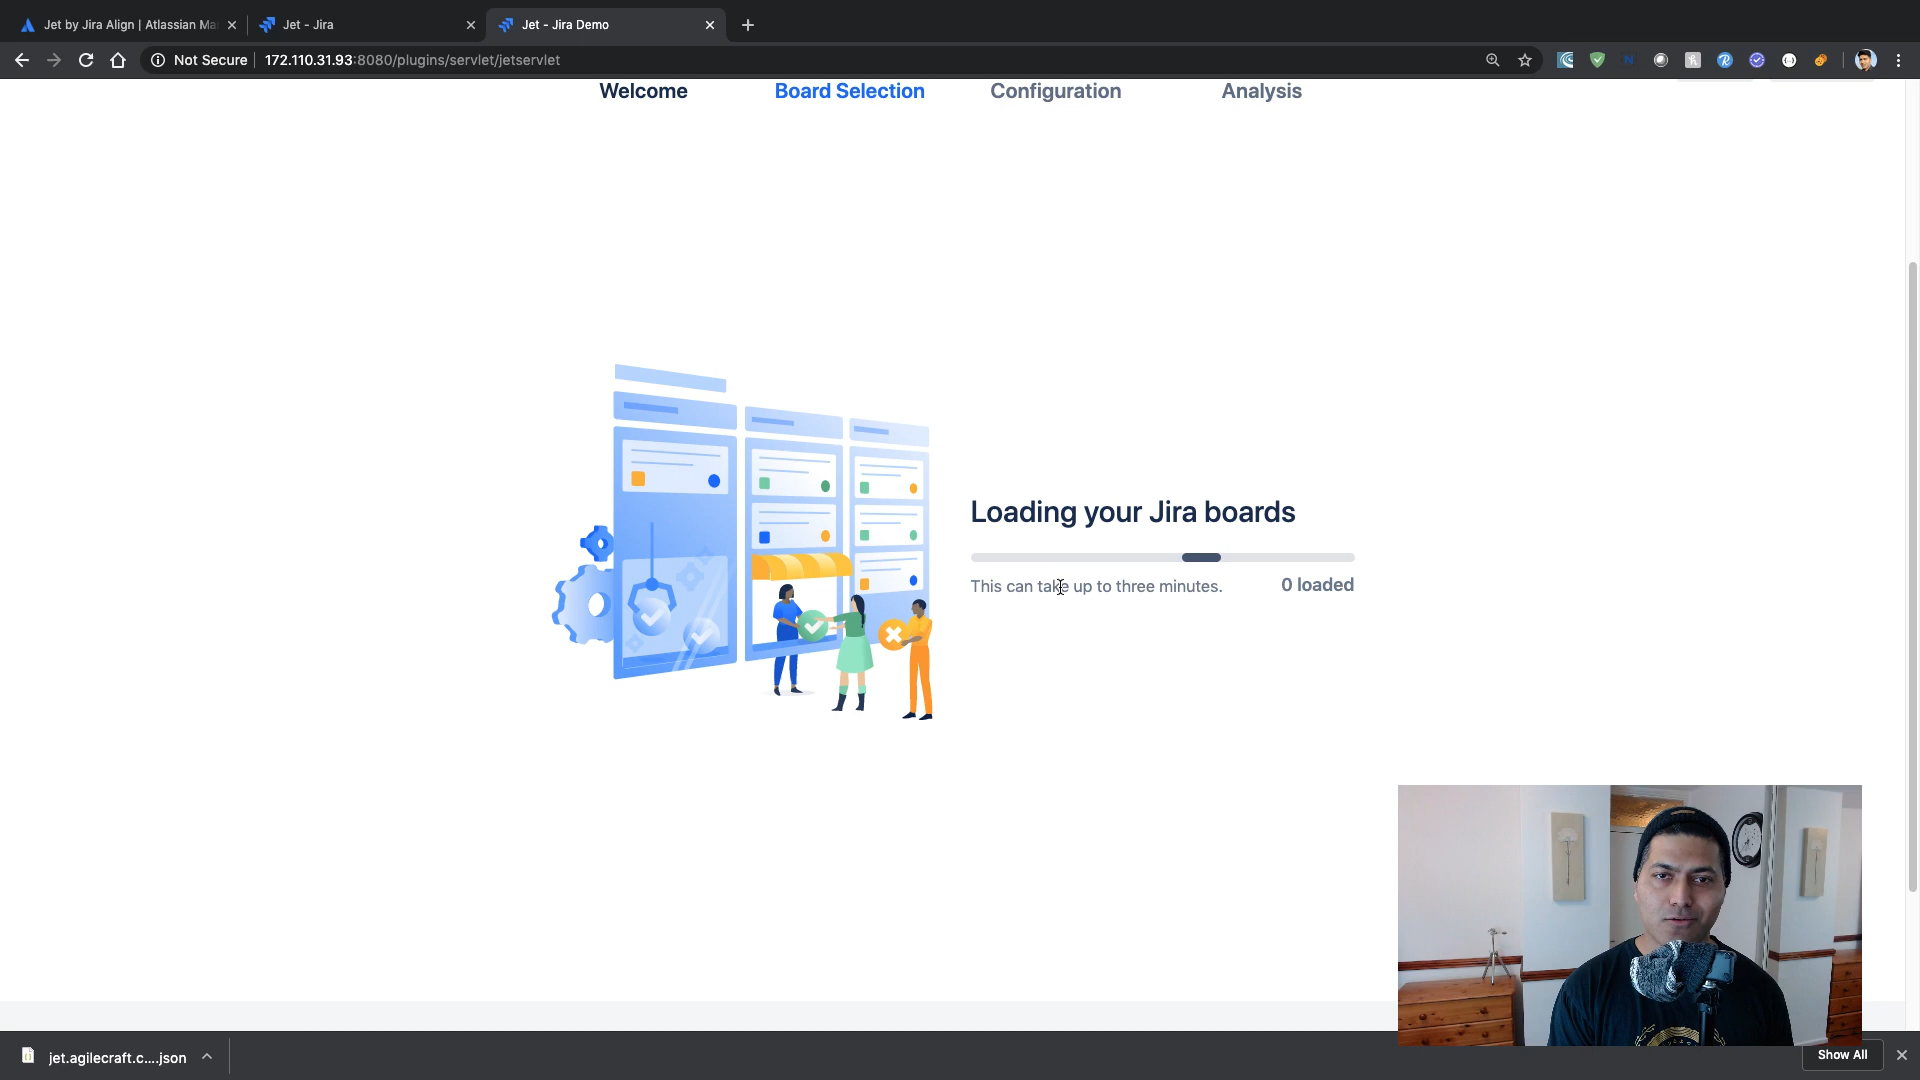 Jet by Jira Align | Atlassian Ma
Jet - Jira
Jet - Jira Demo
Not Secure
172.110.31.93:8080/plugins/servlet/jetservlet
Welcome
Board Selection
Configuration
Analysis
Loading your Jira boards
This can take up to three minutes.
0 loaded
jet.agilecraft.c....json
Show All